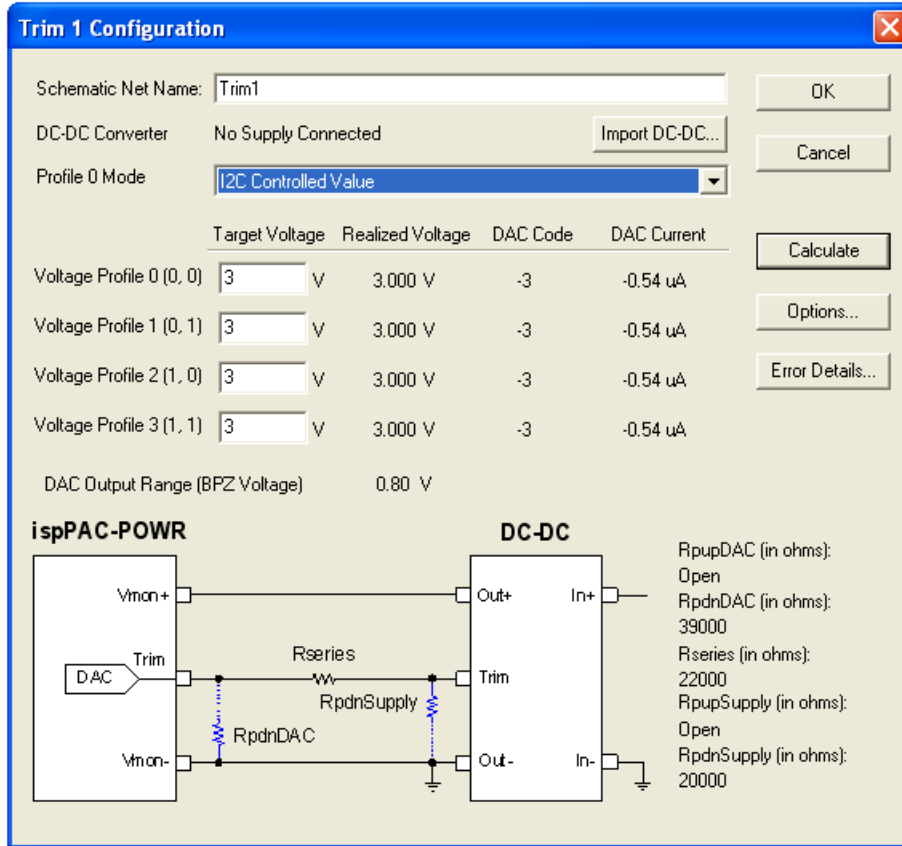 Trim 1 Configuration
Schematic Net Name: Trim1 OK
DC-DC Converter No Supply Connected Import DC-DC...
Cancel
Profile 0 Mode I2C Controlled Value
Target Voltage Realized Voltage DAC Code DAC Current
Calculate
Voltage Profile 0 (0, 0) 3 V 3.000 V -3 -0.54 uA
Options...
Voltage Profile 1 (0, 1) 3 V 3.000 V -3 -0.54 uA
Voltage Profile 2 (1, 0) 3 V 3.000 V -3 -0.54 uA
Error Details...
Voltage Profile 3 (1, 1) 3 V 3.000 V -3 -0.54 uA
DAC Output Range (BPZ Voltage) 0.80 V
ispPAC-POWR DC-DC
Vmon+ Out+ In+
Trim Rseries Trim
DAC
RpdnSupply
RpdnDAC
Vmon- Out- In-
RpupDAC (in ohms):
Open
RpdnDAC (in ohms):
39000
Rseries (in ohms):
22000
RpupSupply (in ohms):
Open
RpdnSupply (in ohms):
20000